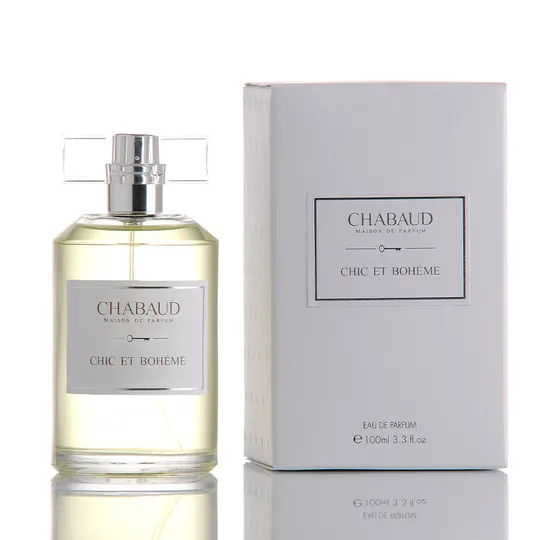 CHABAUD
MAISON DE PARFUM
CHIC ET BOHÈME
CHABAUD
MAISON DE PARFUM
CHIC ET BOHÈME
EAU DE PARFUM
℮ 100ml 3.3 fl.oz